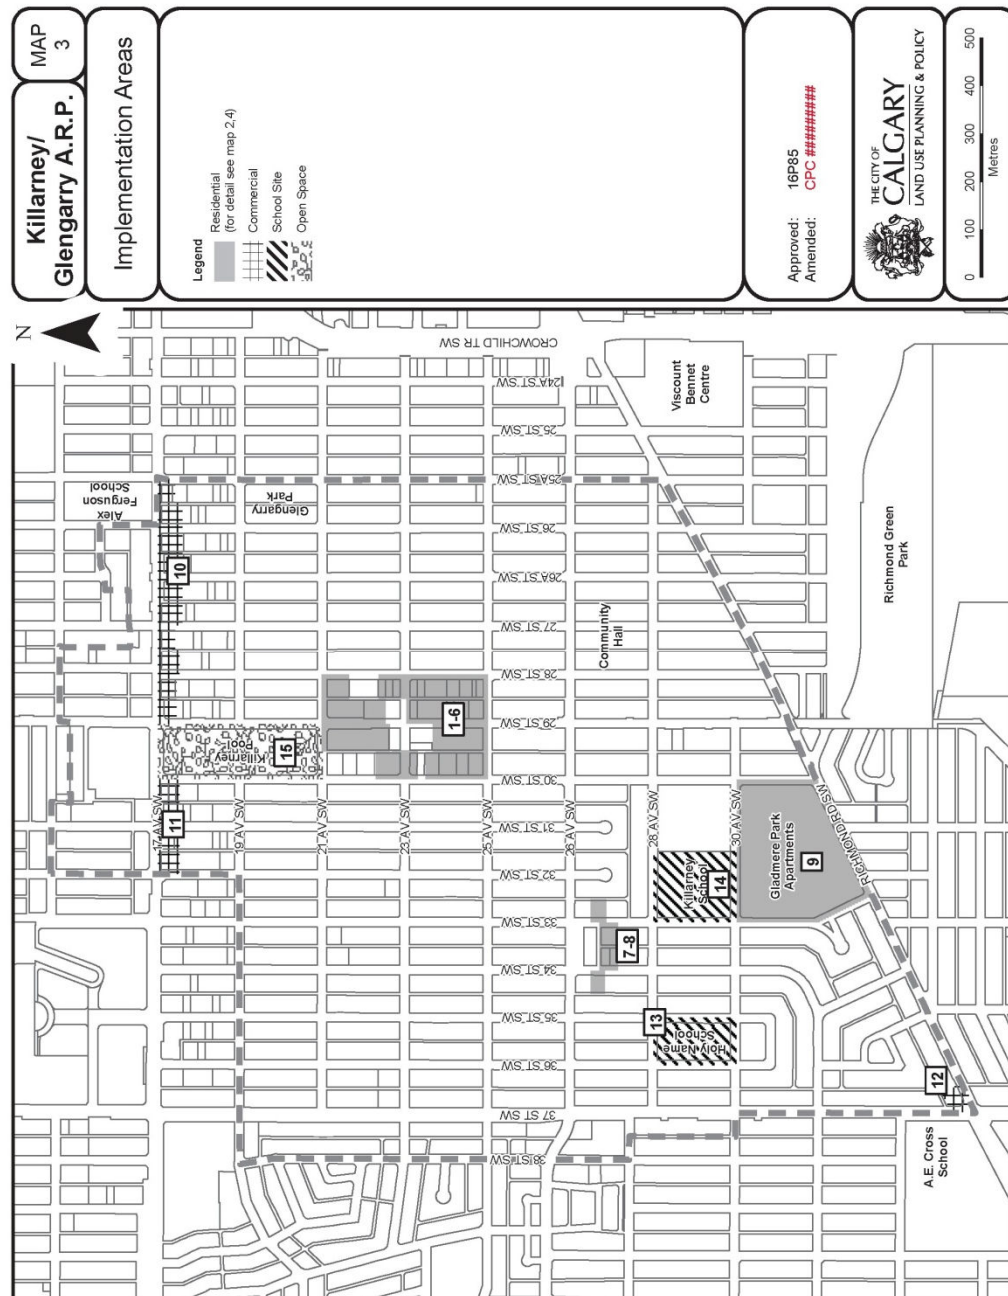 Killarney/
Glengarry A.R.P.
MAP
3
Implementation Areas
Legend
Residential
(for detail see map 2,4)
Commercial
School Site
Open Space
Approved: 16P85
Amended: CPC ##########
THE CITY OF
CALGARY
LAND USE PLANNING & POLICY
0 100 200 300 400 500
Metres
N
CROWCHILD TR SW
24A ST SW
25 ST SW
25A ST SW
26 ST SW
26A ST SW
27 ST SW
28 ST SW
29 ST SW
30 ST SW
31 ST SW
32 ST SW
33 ST SW
34 ST SW
35 ST SW
36 ST SW
37 ST SW
38 ST SW
17 AV SW
19 AV SW
21 AV SW
23 AV SW
25 AV SW
26 AV SW
28 AV SW
30 AV SW
RICHMOND RD SW
Alex
Ferguson
School
Glengarry
Park
Viscount
Bennet
Centre
Richmond Green
Park
Community
Hall
Killarney
Pool
Killarney
School
Gladmere Park
Apartments
Holy Name
School
A.E. Cross
School
10
11
15
1-6
7-8
14
9
13
12